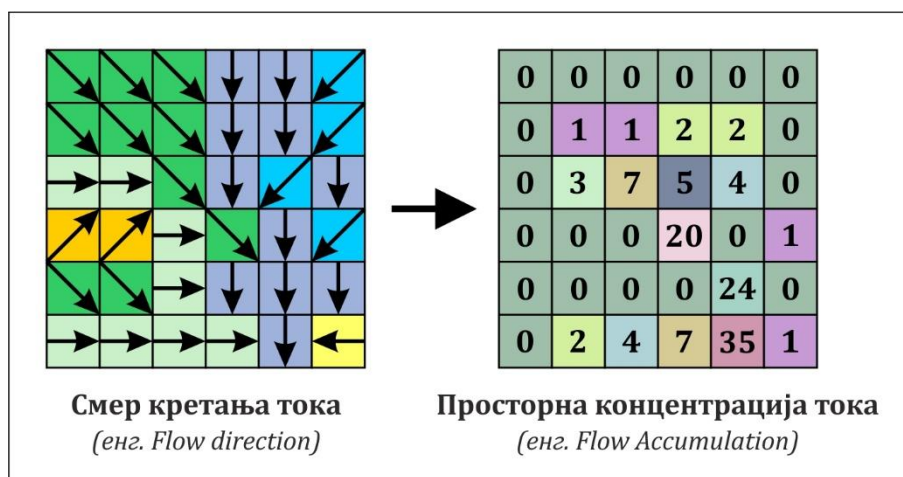 0 0 0 0 0 0
0 1 1 2 2 0
0 3 7 5 4 0
0 0 0 20 0 1
0 0 0 0 24 0
0 2 4 7 35 1
Смер кретања тока
(енг. Flow direction)
Просторна концентрација тока
(енг. Flow Accumulation)